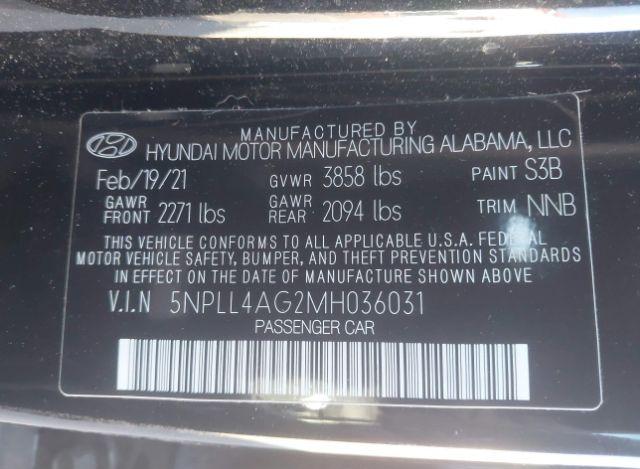 MANUFACTURED BY
HYUNDAI MOTOR MANUFACTURING ALABAMA, LLC
Feb/19/21 GVWR 3858 lbs PAINT S3B
GAWR FRONT 2271 lbs GAWR REAR 2094 lbs TRIM NNB
THIS VEHICLE CONFORMS TO ALL APPLICABLE U.S.A. FEDERAL
MOTOR VEHICLE SAFETY, BUMPER, AND THEFT PREVENTION STANDARDS
IN EFFECT ON THE DATE OF MANUFACTURE SHOWN ABOVE
V.I.N 5NPLL4AG2MH036031
PASSENGER CAR